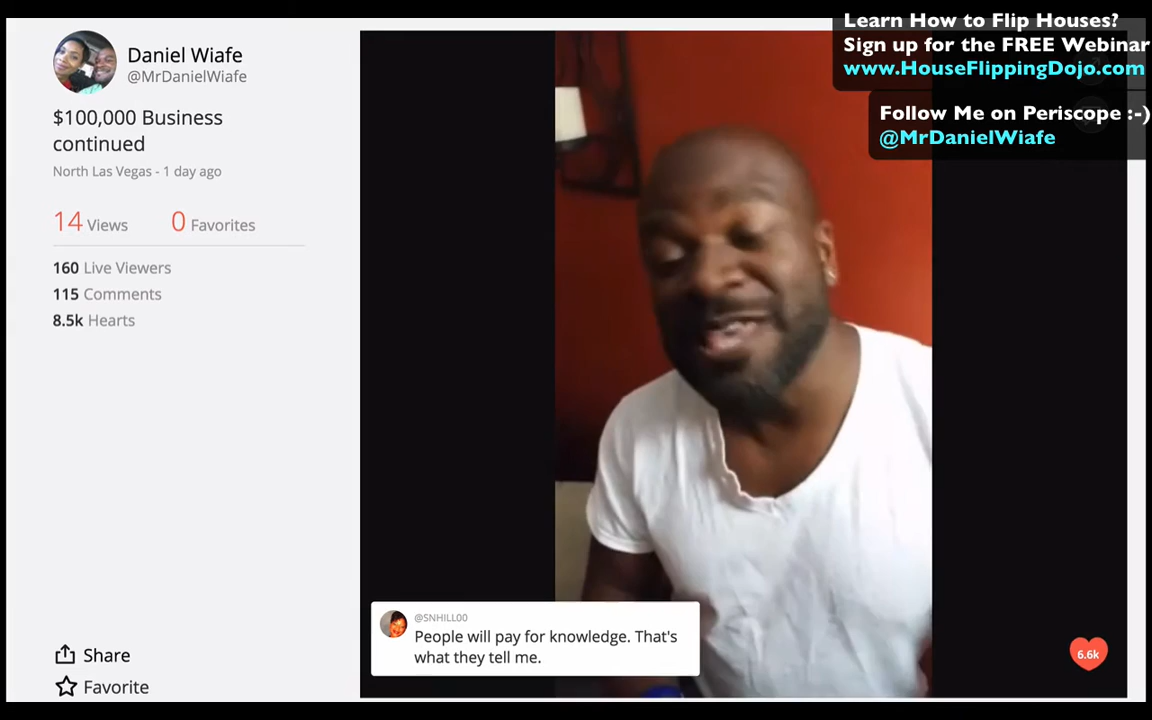 Learn How to Flip Houses?
Sign up for the FREE Webinar
www.HouseFlippingDojo.com
Follow Me on Periscope :-)
@MrDanielWiafe
Daniel Wiafe
@MrDanielWiafe
$100,000 Business
continued
North Las Vegas - 1 day ago
14 Views 0 Favorites
160 Live Viewers
115 Comments
8.5k Hearts
@SNHILL00
People will pay for knowledge. That's
what they tell me.
6.6k
Share
Favorite